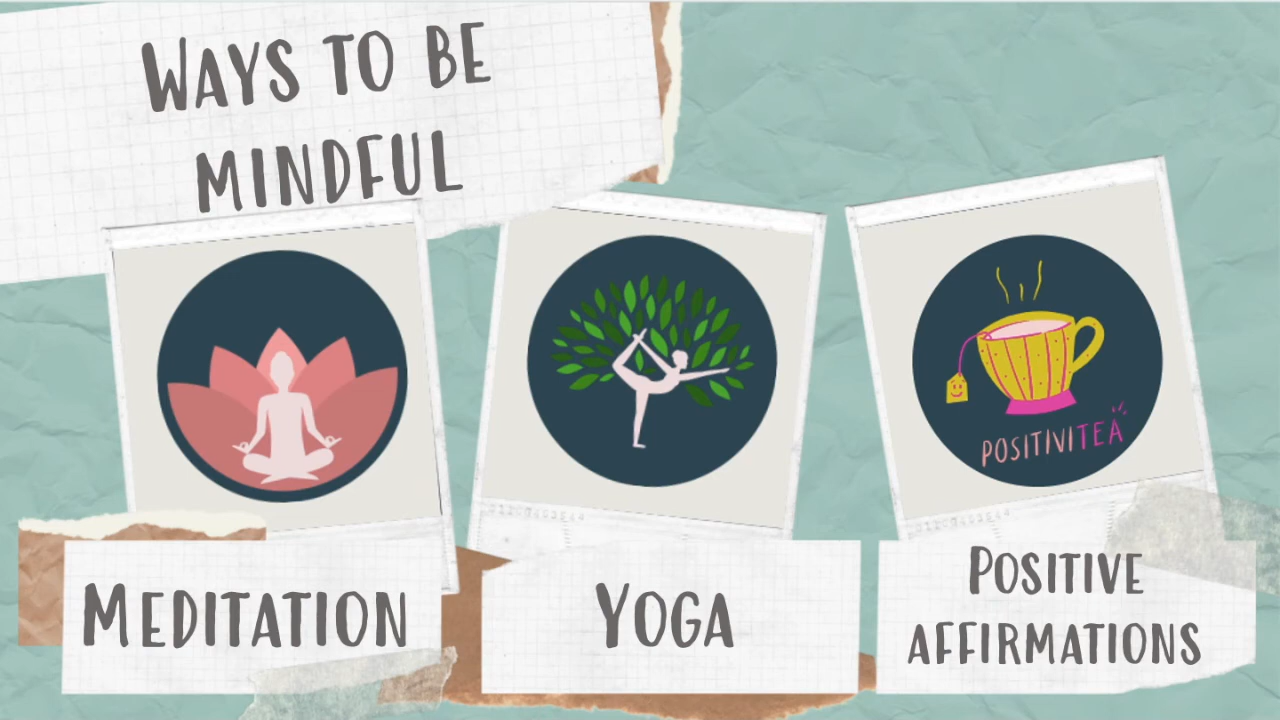 WAYS TO BE
MINDFUL
POSITIVITEA
MEDITATION
YOGA
POSITIVE
AFFIRMATIONS